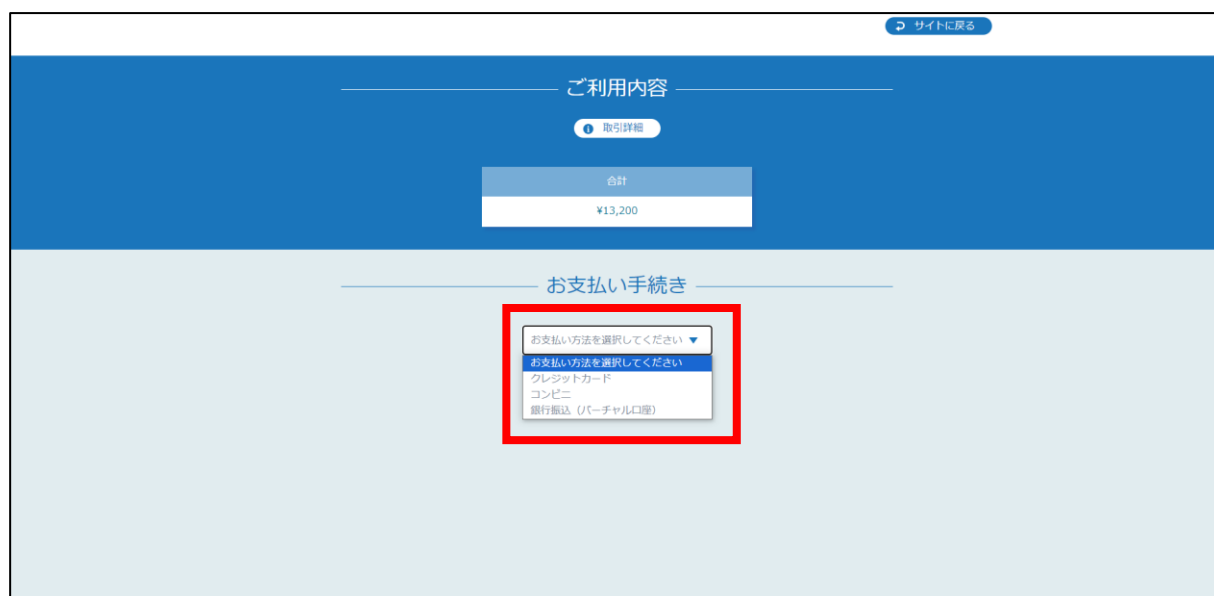 サイトに戻る
ご利用内容
取引詳細
合計
¥13,200
お支払い手続き
お支払い方法を選択してください
お支払い方法を選択してください
クレジットカード
コンビニ
銀行振込（バーチャル口座）